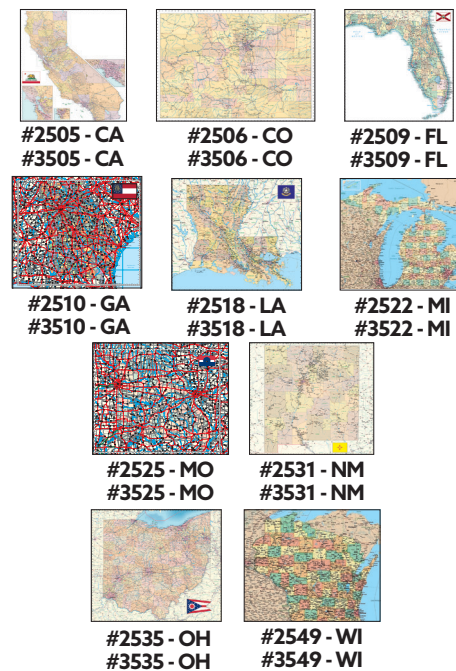 #2505 - CA
#3505 - CA
#2506 - CO
#3506 - CO
#2509 - FL
#3509 - FL
#2510 - GA
#3510 - GA
#2518 - LA
#3518 - LA
#2522 - MI
#3522 - MI
#2525 - MO
#3525 - MO
#2531 - NM
#3531 - NM
#2535 - OH
#3535 - OH
#2549 - WI
#3549 - WI